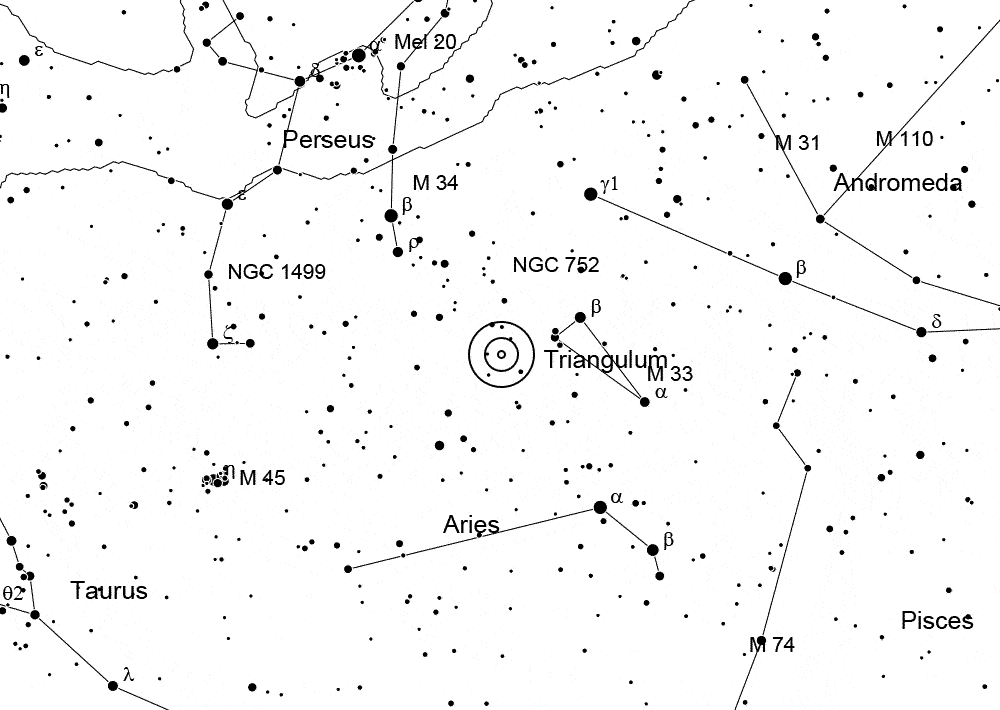 ε
α
Mel 20
δ
η
Perseus
M 31
M 110
ε
M 34
γ1
Andromeda
β
ρ
NGC 1499
NGC 752
β
ζ
β
δ
Triangulum
M 33
α
η
M 45
Aries
α
β
θ2
Taurus
Pisces
M 74
λ